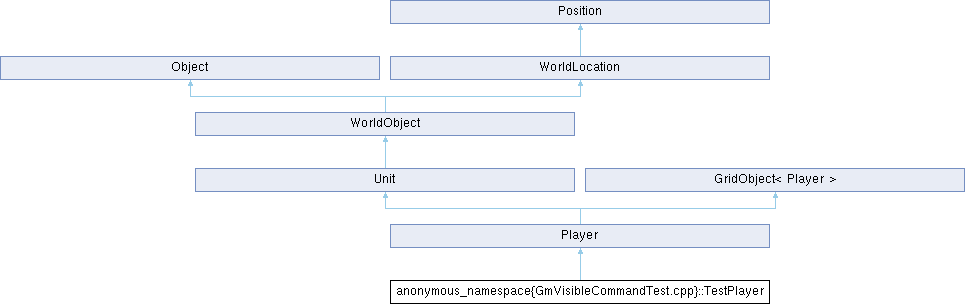 Position
Object
WorldLocation
WorldObject
Unit
GridObject< Player >
Player
anonymous_namespace{GmVisibleCommandTest.cpp}::TestPlayer